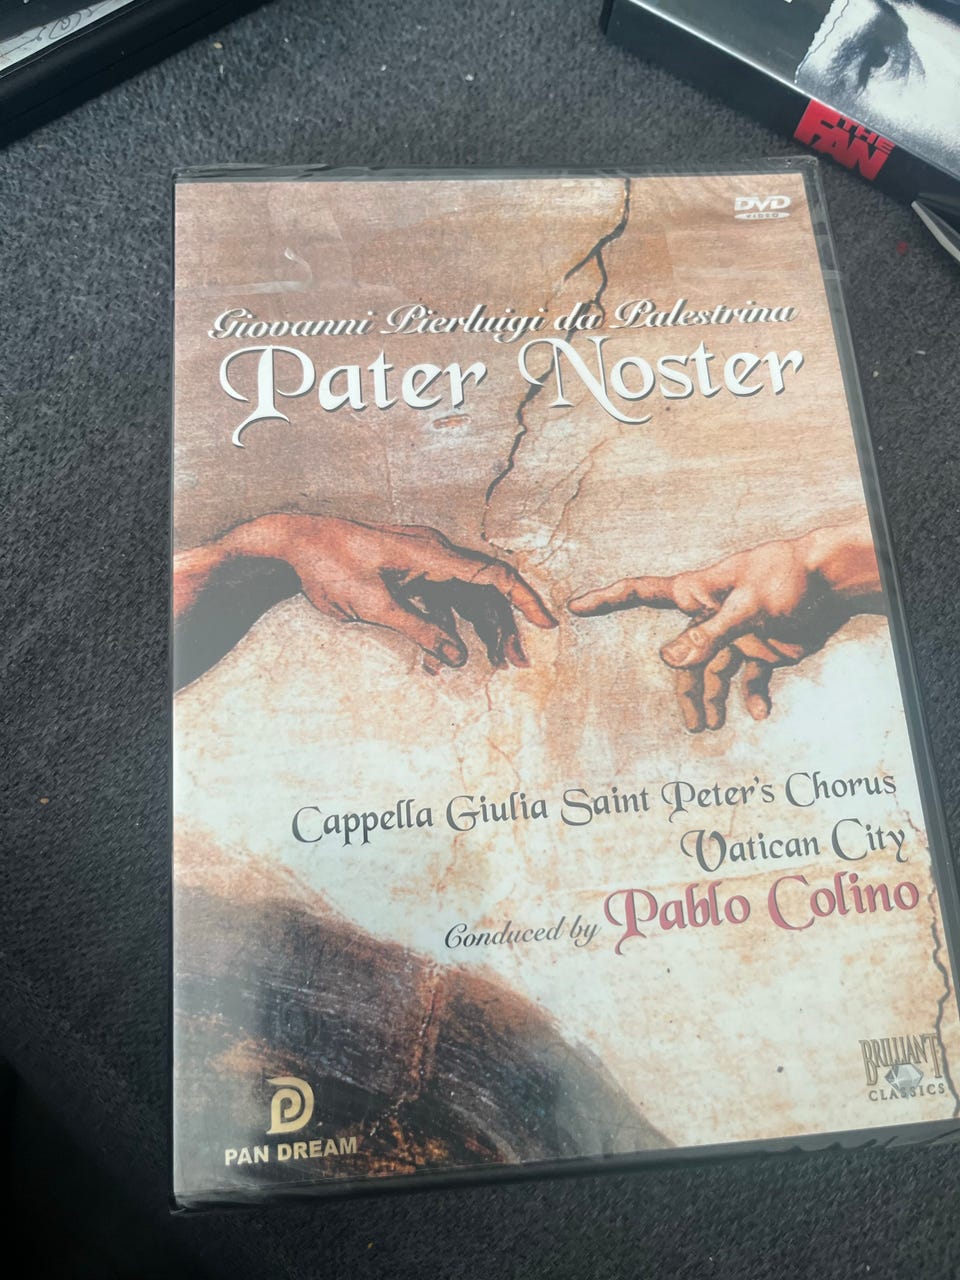 THE
FAN
DVD
VIDEO
Giovanni Pierluigi da Palestrina
Pater Noster
Cappella Giulia Saint Peter's Chorus
Vatican City
Conduced by Pablo Colino
BRILLIANT
CLASSICS
PAN DREAM